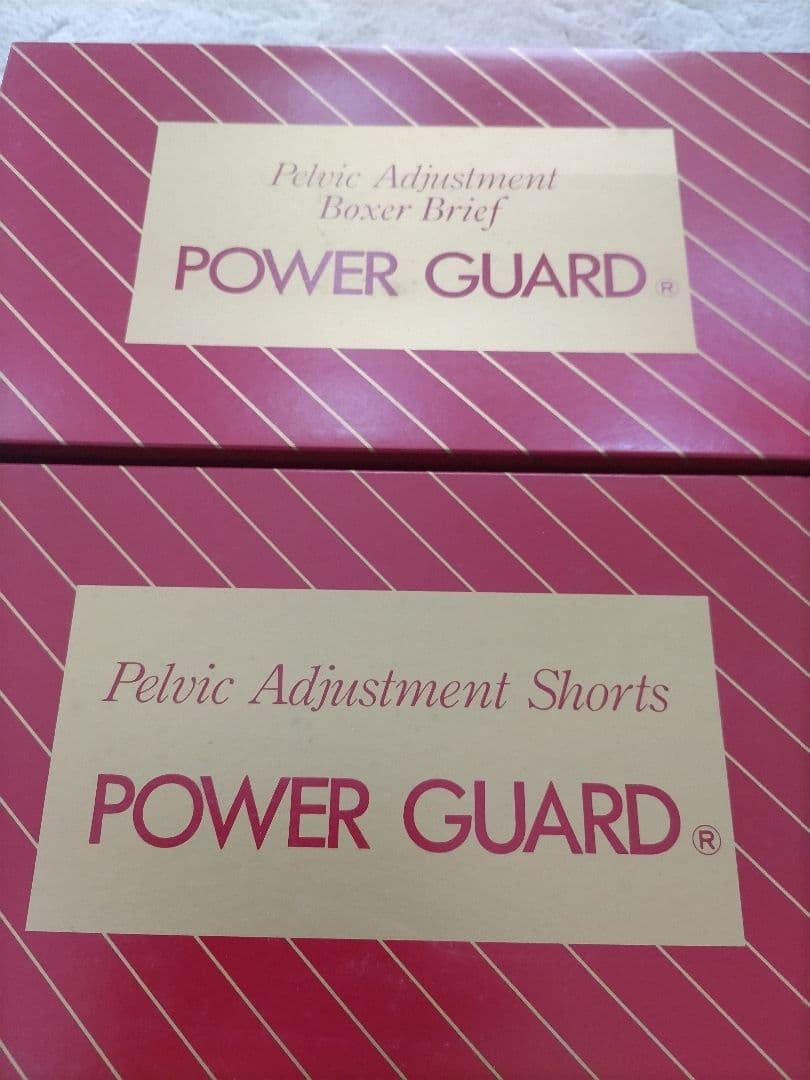 Pelvic Adjustment
Boxer Brief
POWER GUARD®
Pelvic Adjustment Shorts
POWER GUARD®